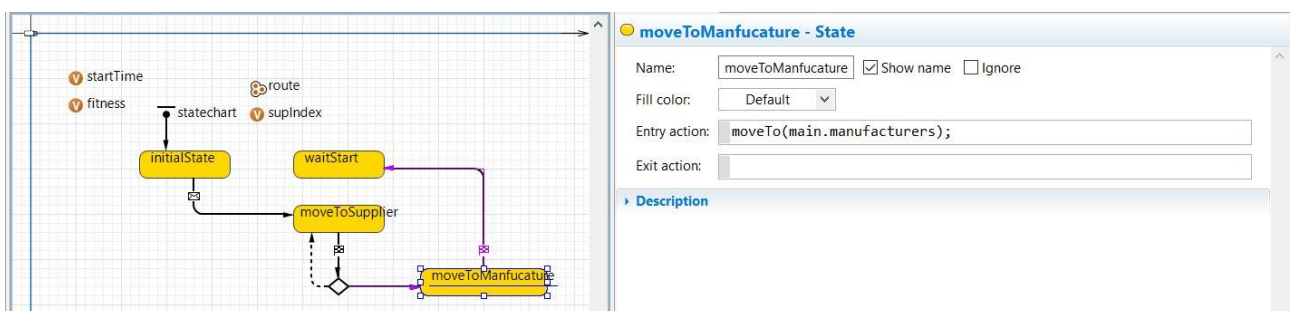 startTime
fitness
route
statechart
supIndex
initialState
waitStart
moveToSupplier
moveToManfucature
moveToManfucature - State
Name: moveToManfucature Show name Ignore
Fill color: Default
Entry action: moveTo(main.manufacturers);
Exit action:
Description